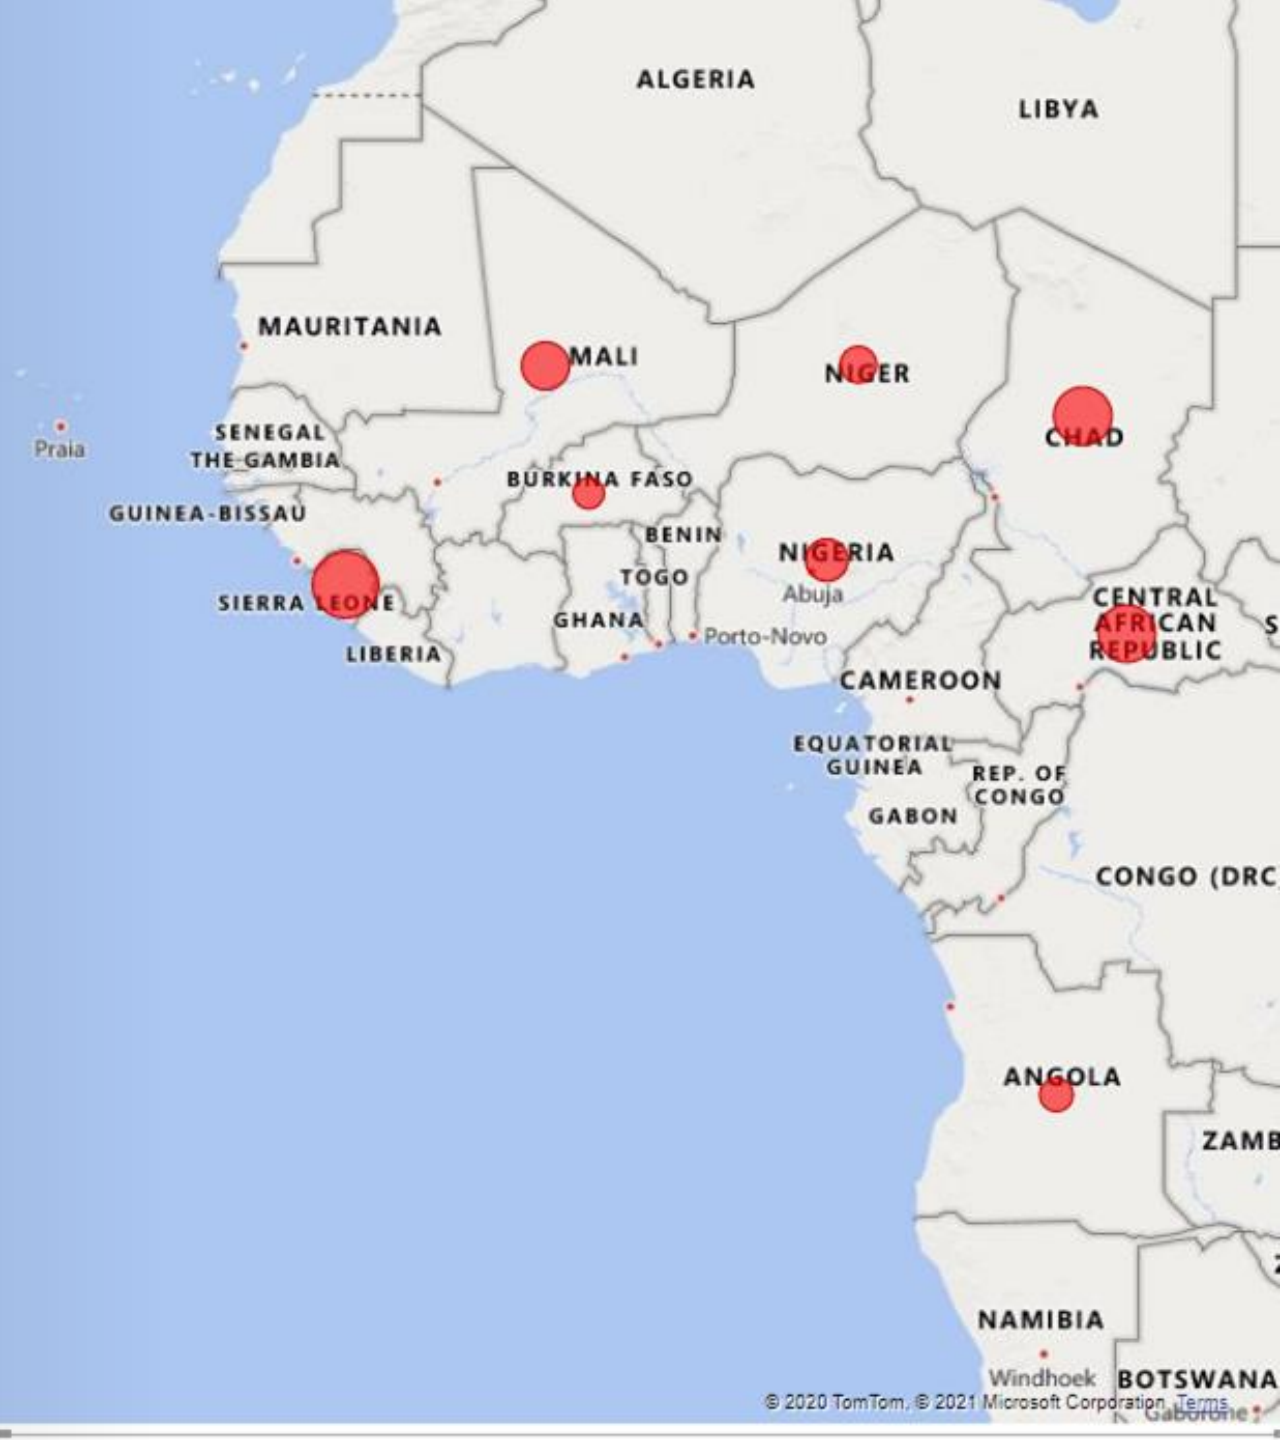 ALGERIA
LIBYA
MAURITANIA
MALI
NIGER
CHAD
SENEGAL
THE GAMBIA
Praia
BURKINA FASO
GUINEA-BISSAU
BENIN
NIGERIA
TOGO
Abuja
SIERRA LEONE
GHANA
CENTRAL
AFRICAN
REPUBLIC
S
LIBERIA
Porto-Novo
CAMEROON
EQUATORIAL
GUINEA
REP. OF
CONGO
GABON
CONGO (DRC
ANGOLA
ZAMB
Z
NAMIBIA
Windhoek
BOTSWANA
© 2020 TomTom, © 2021 Microsoft Corporation Terms
Gaborone